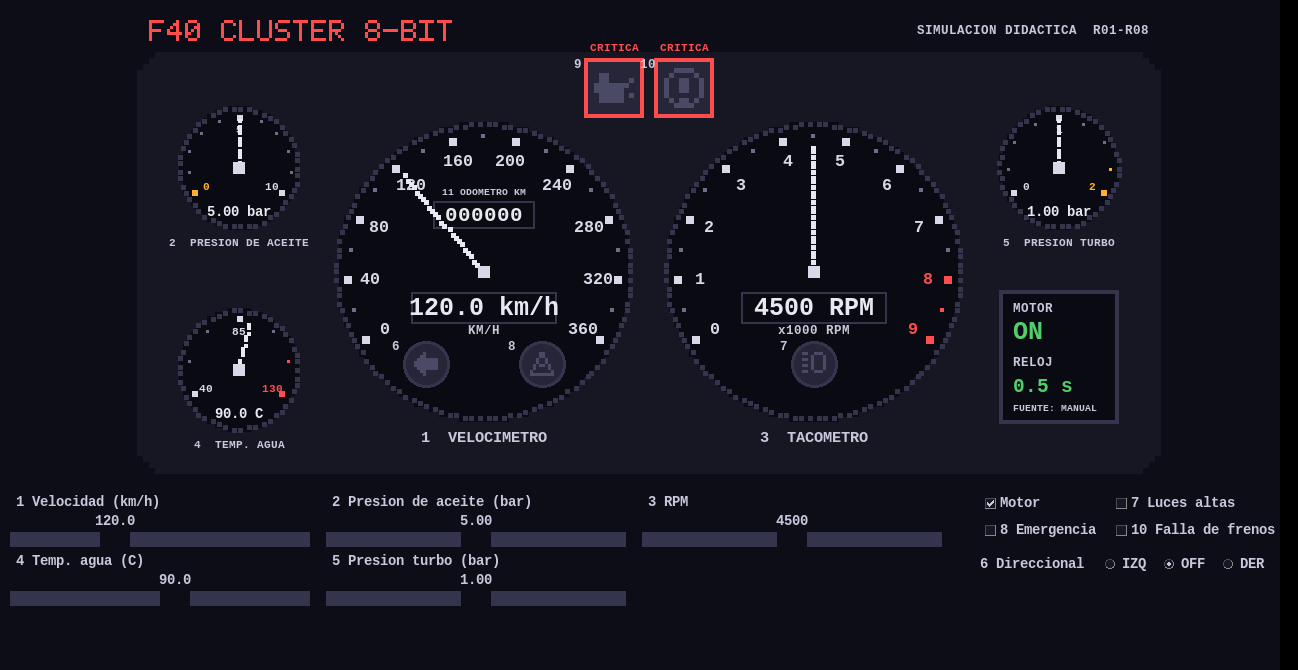 F40 CLUSTER 8-BIT
SIMULACION DIDACTICA R01-R08
CRITICA CRITICA
9 10
0 10
5.00 bar
2 PRESION DE ACEITE
85
40 130
90.0 C
4 TEMP. AGUA
0 40 80 120 160 200 240 280 320 360
11 ODOMETRO KM
000000
120.0 km/h
KM/H
6 8
1 VELOCIMETRO
0 1 2 3 4 5 6 7 8 9
4500 RPM
x1000 RPM
7
3 TACOMETRO
0 2
1.00 bar
5 PRESION TURBO
MOTOR
ON
RELOJ
0.5 s
FUENTE: MANUAL
1 Velocidad (km/h)
120.0
2 Presion de aceite (bar)
5.00
3 RPM
4500
4 Temp. agua (C)
90.0
5 Presion turbo (bar)
1.00
Motor 7 Luces altas
8 Emergencia 10 Falla de frenos
6 Direccional IZQ OFF DER